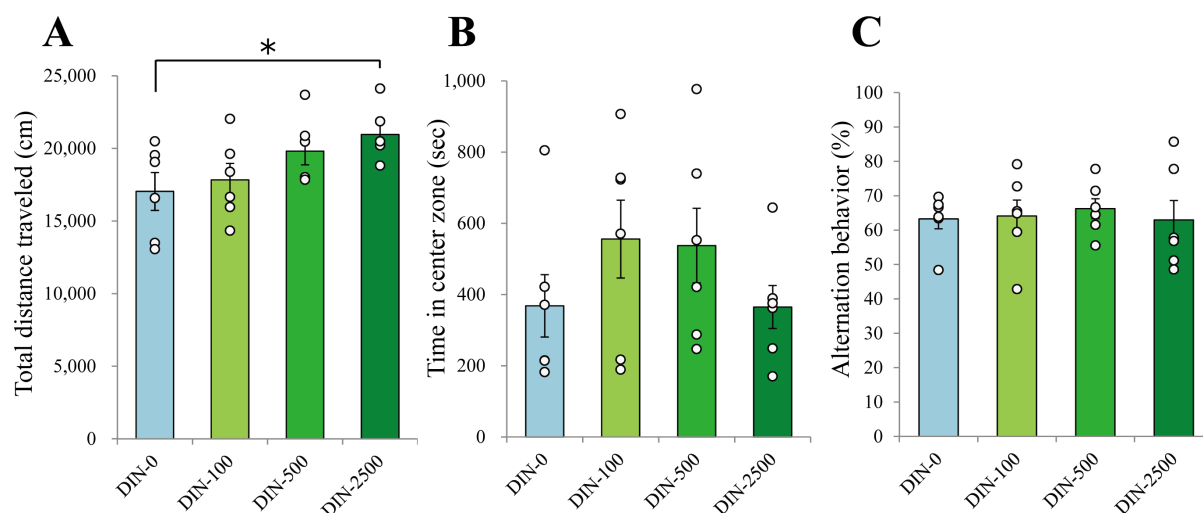 A
*
Total distance traveled (cm)
25,000
20,000
15,000
10,000
5,000
0
DIN-0
DIN-100
DIN-500
DIN-2500
B
Time in center zone (sec)
1,000
800
600
400
200
0
DIN-0
DIN-100
DIN-500
DIN-2500
C
Alternation behavior (%)
100
90
80
70
60
50
40
30
20
10
0
DIN-0
DIN-100
DIN-500
DIN-2500